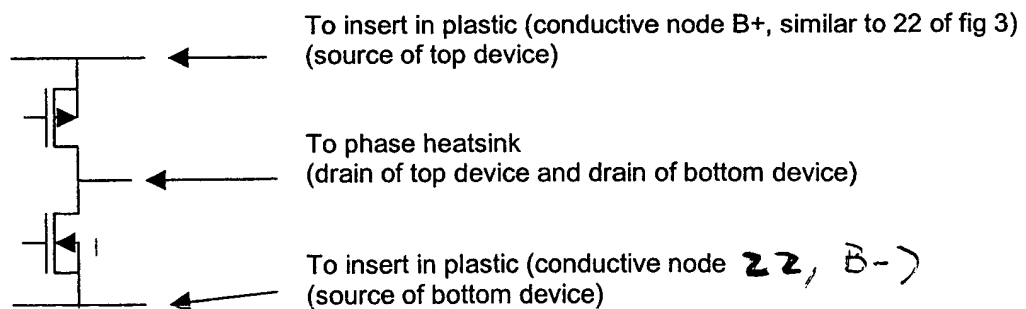 To insert in plastic (conductive node B+, similar to 22 of fig 3)
(source of top device)
To phase heatsink
(drain of top device and drain of bottom device)
To insert in plastic (conductive node 22, B-)
(source of bottom device)